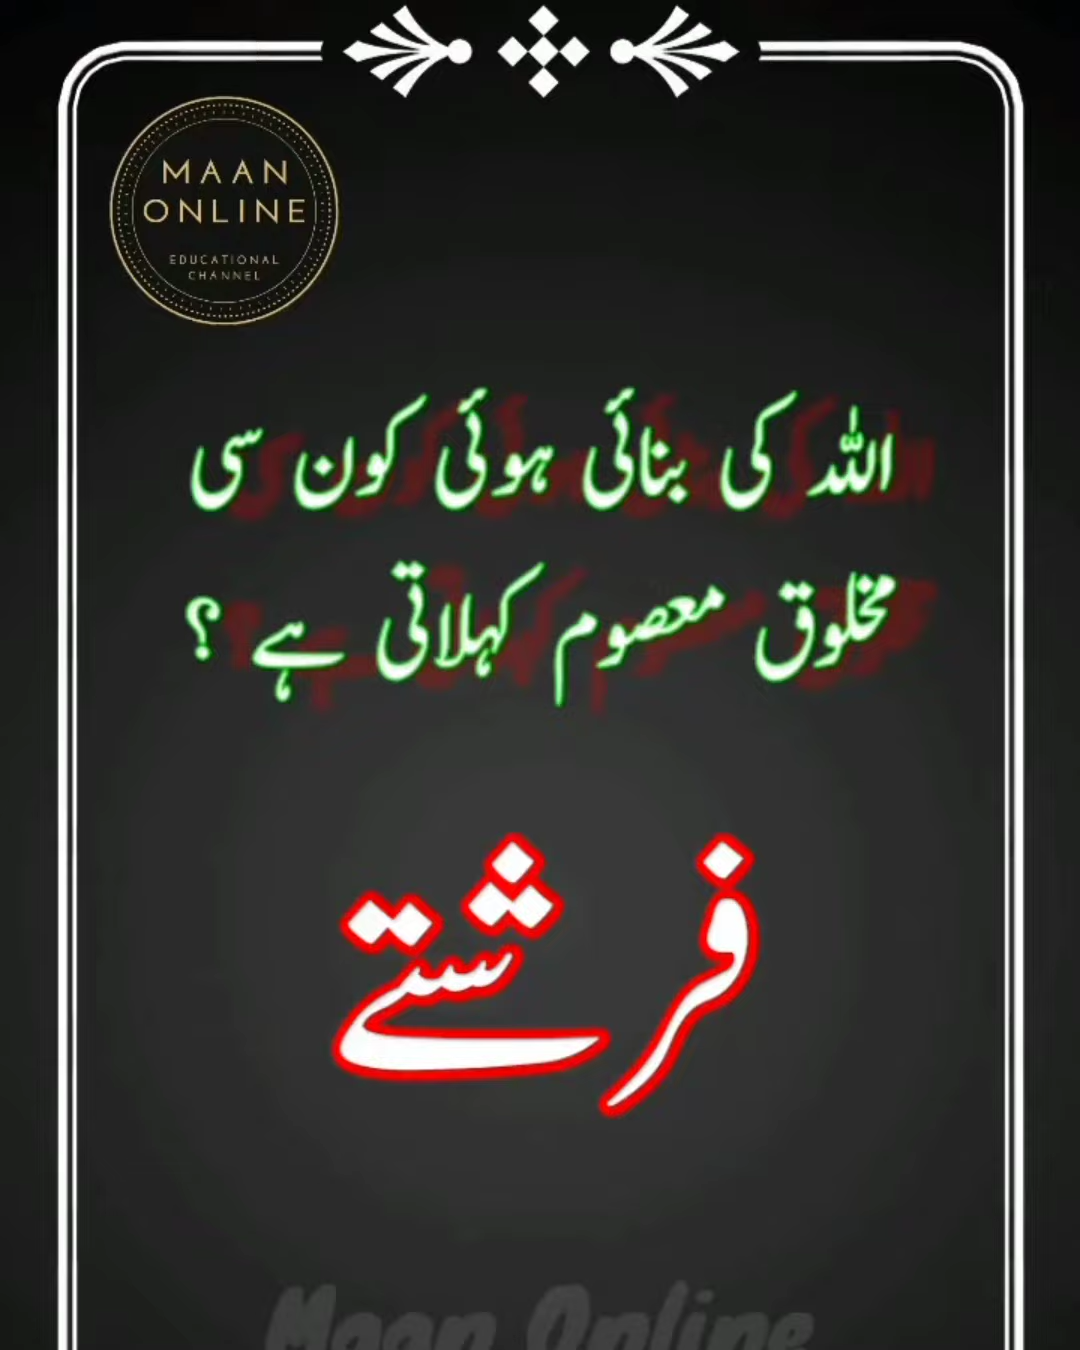 MAAN
ONLINE
EDUCATIONAL
CHANNEL
اللہ کی بنائی ہوئی کون سی
مخلوق معصوم کہلاتی ہے ؟
فرشتے
Maan Online